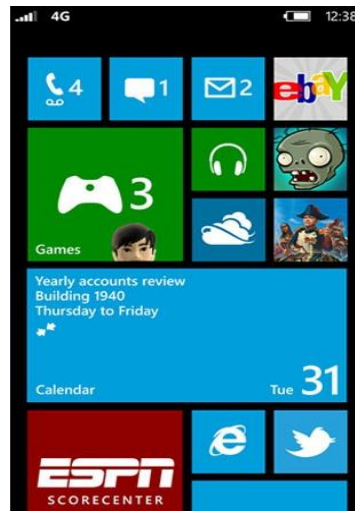 4G 12:38
4 1 2 ebY
3
Games
Yearly accounts review
Building 1940
Thursday to Friday
Calendar Tue 31
ESPN
SCORECENTER